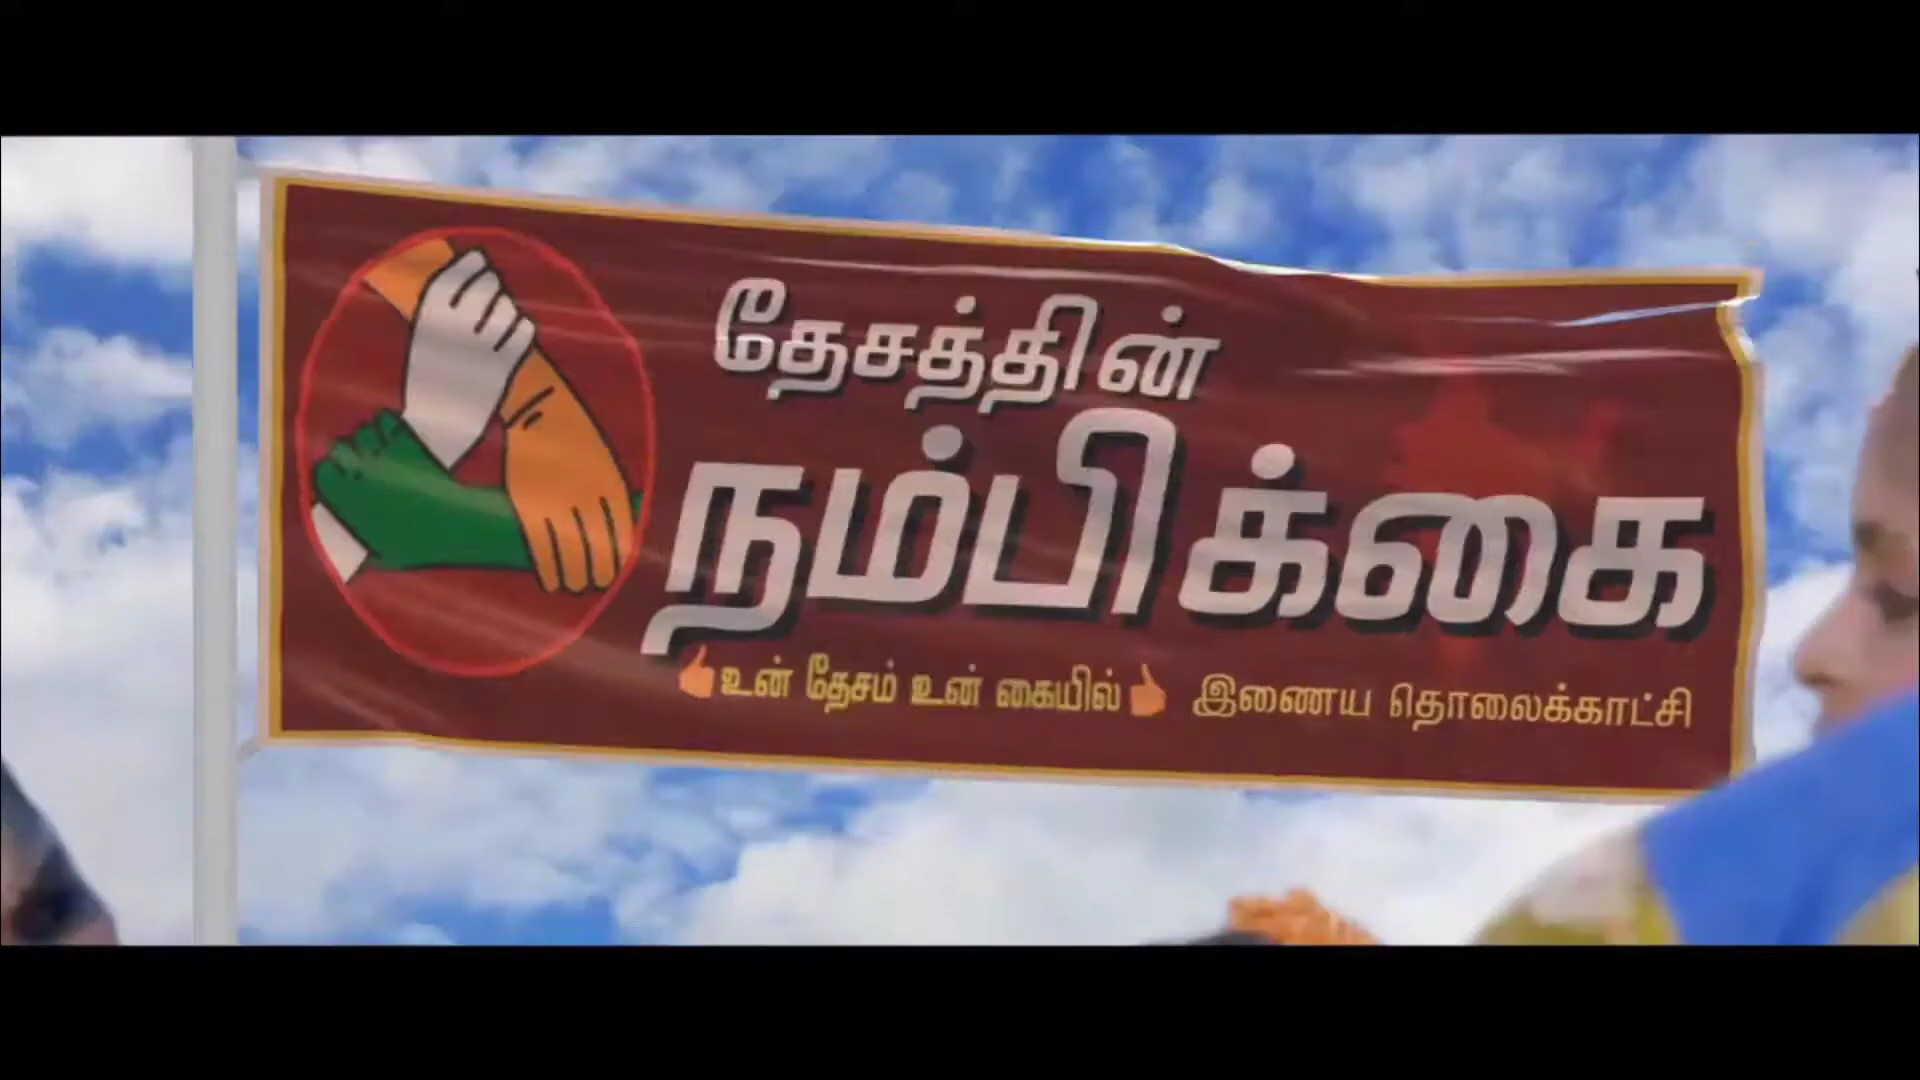 தேசத்தின்
நம்பிக்கை
உன் தேசம் உன் கையில் இணைய தொலைக்காட்சி